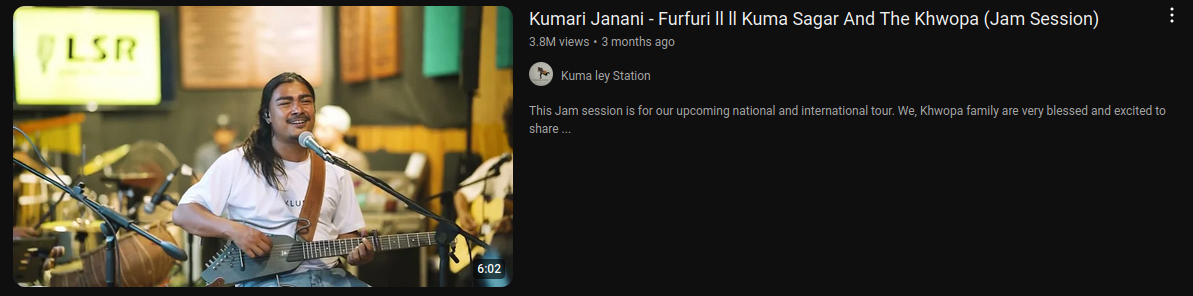 LSR
KLU
6:02
Kumari Janani - Furfuri ll ll Kuma Sagar And The Khwopa (Jam Session)
3.8M views • 3 months ago
Kuma ley Station
This Jam session is for our upcoming national and international tour. We, Khwopa family are very blessed and excited to
share ...